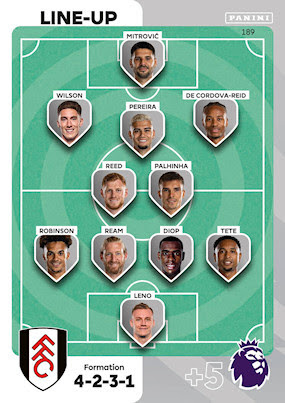 LINE-UP
PANINI
189
MITROVIĆ
WILSON
PEREIRA
DE CORDOVA-REID
REED
PALHINHA
ROBINSON
REAM
DIOP
TETE
LENO
FFC
Formation
4-2-3-1
+5